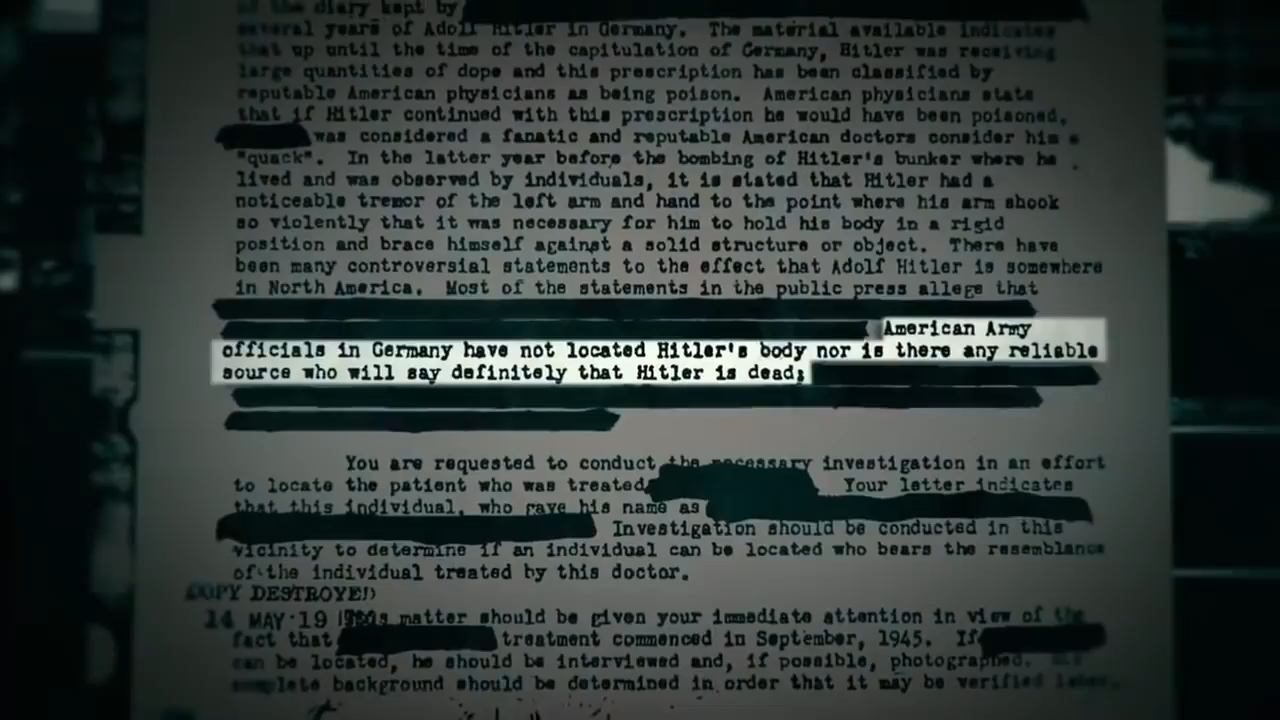 of the diary kept by
several years of Adolf Hitler in Germany. The material available indicates
that up until the time of the capitulation of Germany, Hitler was receiving
large quantities of dope and this prescription has been classified by
reputable American physicians as being poison. American physicians state
that if Hitler continued with this prescription he would have been poisoned.
was considered a fanatic and reputable American doctors consider him a
"quack". In the latter year before the bombing of Hitler's bunker where he
lived and was observed by individuals, it is stated that Hitler had a
noticeable tremor of the left arm and hand to the point where his arm shook
so violently that it was necessary for him to hold his body in a rigid
position and brace himself against a solid structure or object. There have
been many controversial statements to the effect that Adolf Hitler is somewhere
in North America. Most of the statements in the public press allege that
American Army
officials in Germany have not located Hitler's body nor is there any reliable
source who will say definitely that Hitler is dead;
You are requested to conduct the necessary investigation in an effort
to locate the patient who was treated Your letter indicates
that this individual, who gave his name as
Investigation should be conducted in this
vicinity to determine if an individual can be located who bears the resemblance
of the individual treated by this doctor.
COPY DESTROYED
14 MAY 19 This matter should be given your immediate attention in view of the
fact that treatment commenced in September, 1945. If
can be located, he should be interviewed and, if possible, photographed. His
complete background should be determined in order that it may be verified later.